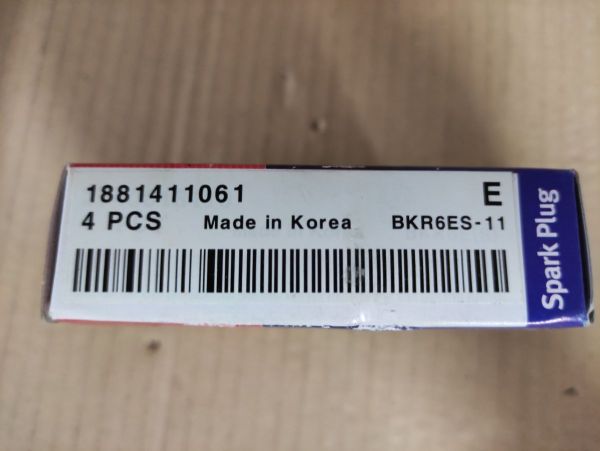 1881411061 E
4 PCS Made in Korea BKR6ES-11
Spark Plug